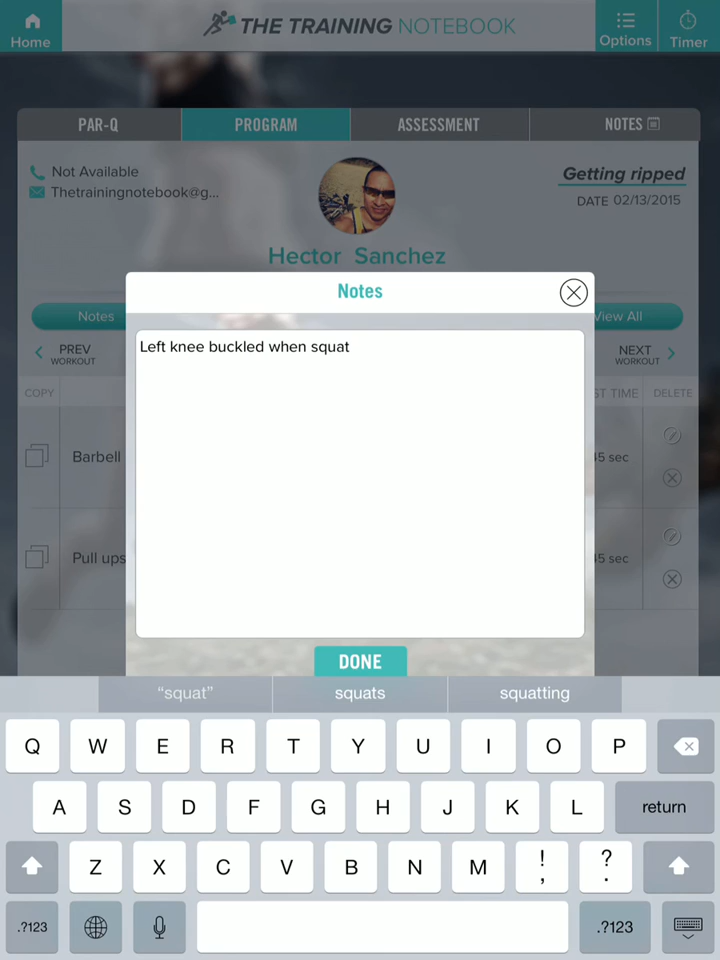 Home
THE TRAINING NOTEBOOK
Options
Timer
PAR-Q
PROGRAM
ASSESSMENT
NOTES
Not Available
Thetrainingnotebook@g...
Getting ripped
DATE 02/13/2015
Hector Sanchez
Notes
Notes
View All
PREV
WORKOUT
NEXT
WORKOUT
Left knee buckled when squat
COPY
ST TIME
DELETE
Barbell
45 sec
Pull ups
45 sec
DONE
“squat”
squats
squatting
Q W E R T Y U I O P
A S D F G H J K L return
Z X C V B N M ! , ? .
.?123
.?123